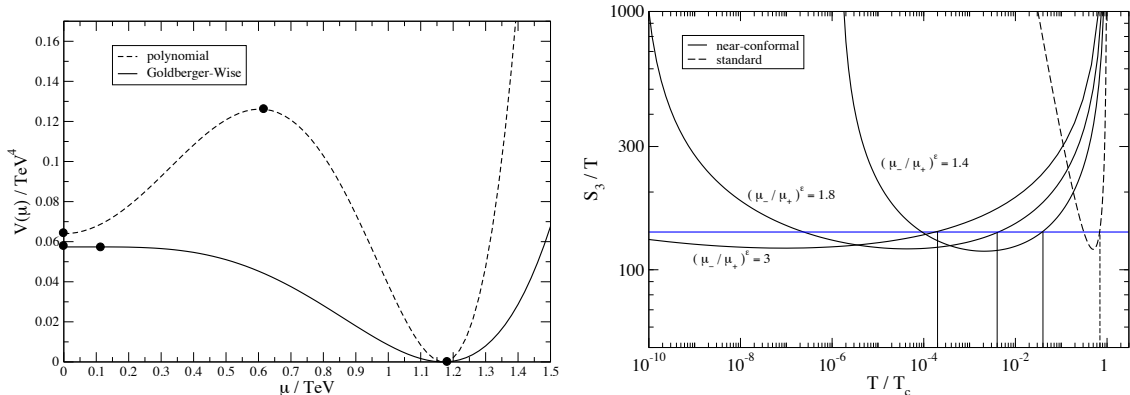 0.16
0.14
0.12
0.1
0.08
0.06
0.04
0.02
0
V(μ) / TeV⁴
polynomial
Goldberger-Wise
0 0.1 0.2 0.3 0.4 0.5 0.6 0.7 0.8 0.9 1 1.1 1.2 1.3 1.4 1.5
μ / TeV
1000
300
100
S₃ / T
near-conformal
standard
(μ₋ / μ₊)^ε = 1.4
(μ₋ / μ₊)^ε = 1.8
(μ₋ / μ₊)^ε = 3
10⁻¹⁰ 10⁻⁸ 10⁻⁶ 10⁻⁴ 10⁻² 1
T / T_c